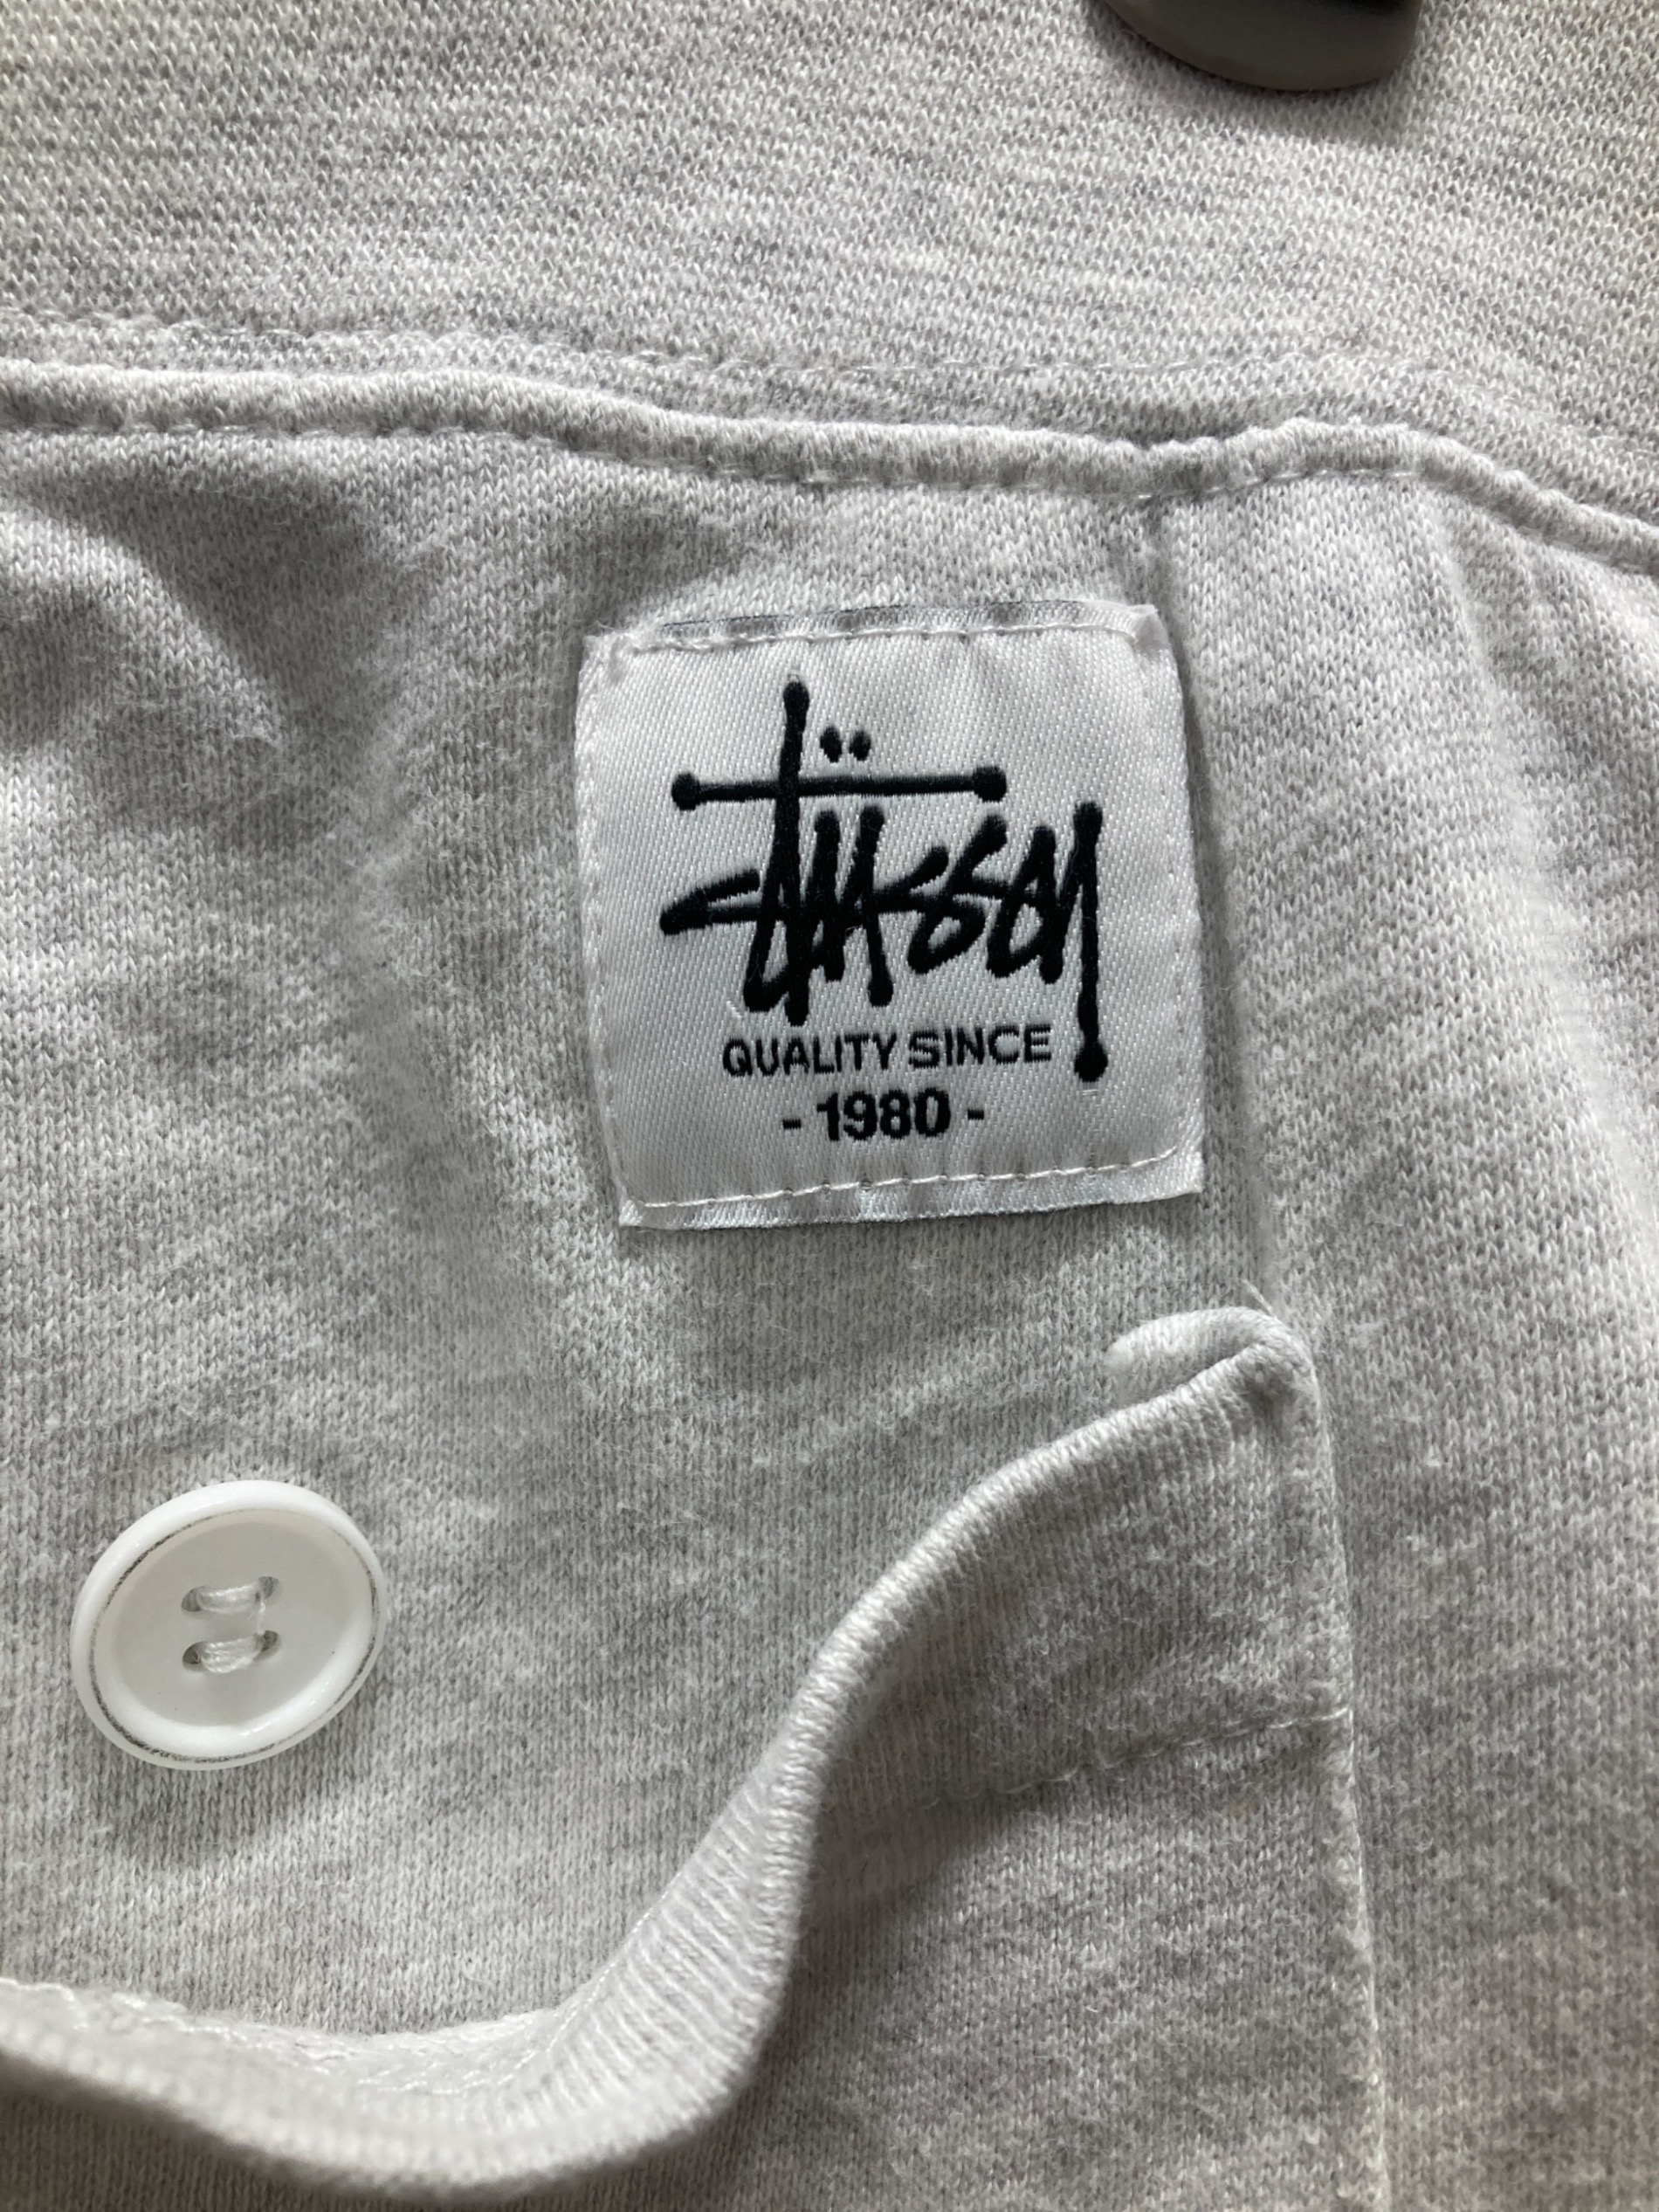 Stüssy
QUALITY SINCE
- 1980 -